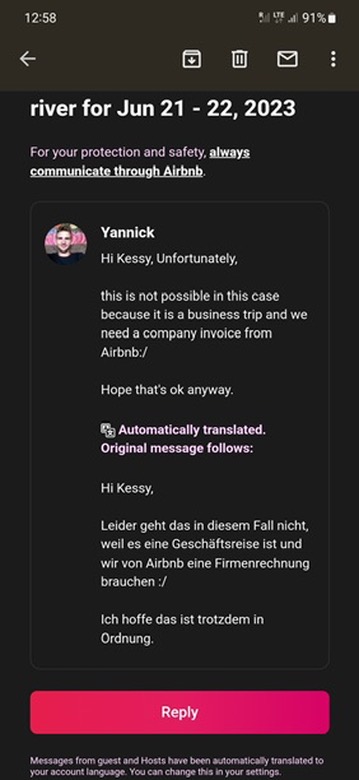 12:58
LTE
91%
river for Jun 21 - 22, 2023
For your protection and safety, always
communicate through Airbnb.
Yannick
Hi Kessy, Unfortunately,
this is not possible in this case
because it is a business trip and we
need a company invoice from
Airbnb:/
Hope that's ok anyway.
Automatically translated.
Original message follows:
Hi Kessy,
Leider geht das in diesem Fall nicht,
weil es eine Geschäftsreise ist und
wir von Airbnb eine Firmenrechnung
brauchen :/
Ich hoffe das ist trotzdem in
Ordnung.
Reply
Messages from guest and Hosts have been automatically translated to
your account language. You can change this in your settings.